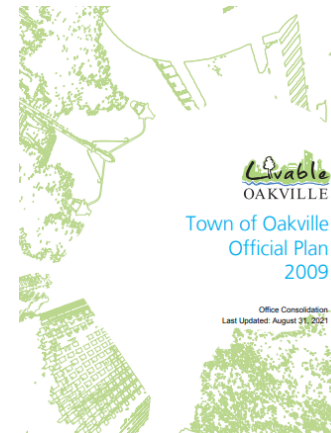 Livable
OAKVILLE
Town of Oakville
Official Plan
2009
Office Consolidation
Last Updated: August 31, 2021